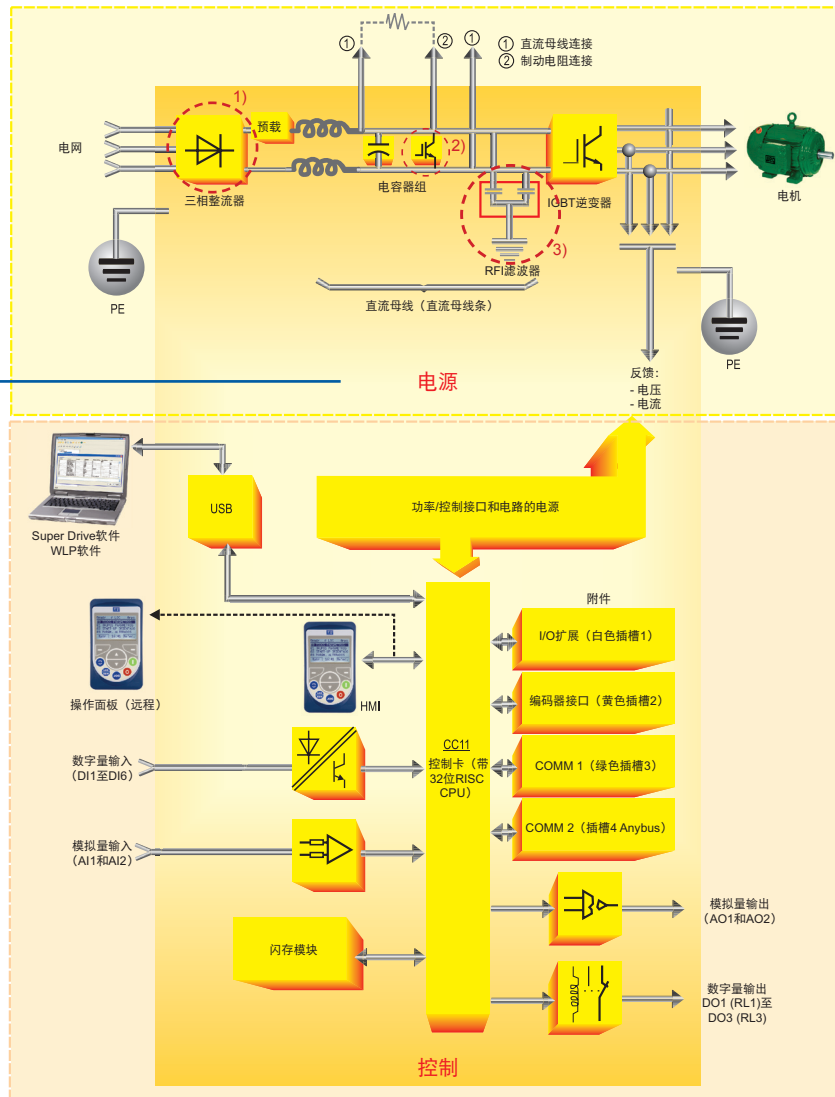 ① ② ①
① 直流母线连接
② 制动电阻连接
1)
预载
2)
电网
电容器组
IGBT逆变器
电机
三相整流器
3)
RFI滤波器
PE
直流母线（直流母线条）
PE
电源
反馈：
- 电压
- 电流
功率/控制接口和电路的电源
USB
Super Drive软件
WLP软件
附件
I/O扩展（白色插槽1）
操作面板（远程）
HMI
编码器接口（黄色插槽2）
CC11
控制卡（带
32位RISC
CPU）
数字量输入
（DI1至DI6）
COMM 1（绿色插槽3）
COMM 2（插槽4 Anybus）
模拟量输入
（AI1和AI2）
模拟量输出
（AO1和AO2）
闪存模块
数字量输出
DO1 (RL1)至
DO3 (RL3)
控制